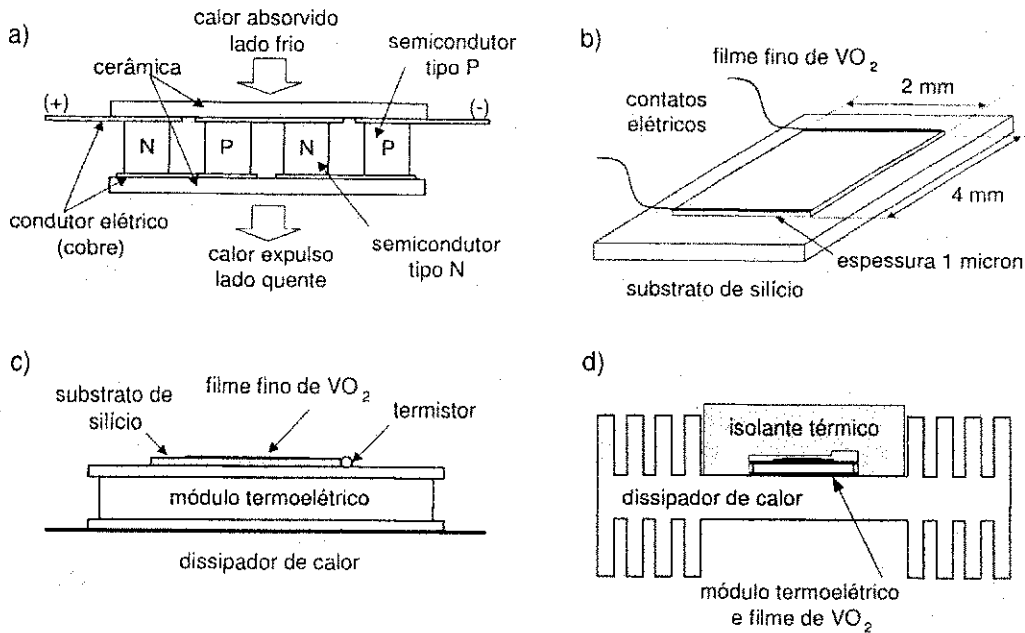 a)
calor absorvido
lado frio
semicondutor
tipo P
cerâmica
(+)
(-)
N
P
N
P
condutor elétrico
(cobre)
calor expulso
lado quente
semicondutor
tipo N
b)
filme fino de VO₂
2 mm
contatos
elétricos
4 mm
espessura 1 micron
substrato de silício
c)
substrato de
silício
filme fino de VO₂
termistor
módulo termoelétrico
dissipador de calor
d)
isolante térmico
dissipador de calor
módulo termoelétrico
e filme de VO₂